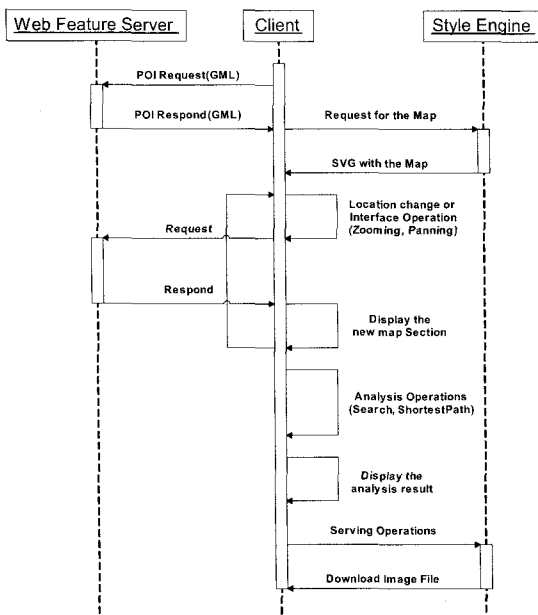 Web Feature Server
Client
Style Engine
POI Request(GML)
POI Respond(GML)
Request for the Map
SVG with the Map
Location change or
Interface Operation
(Zooming, Panning)
Request
Respond
Display the
new map Section
Analysis Operations
(Search, ShortestPath)
Display the
analysis result
Serving Operations
Download Image File